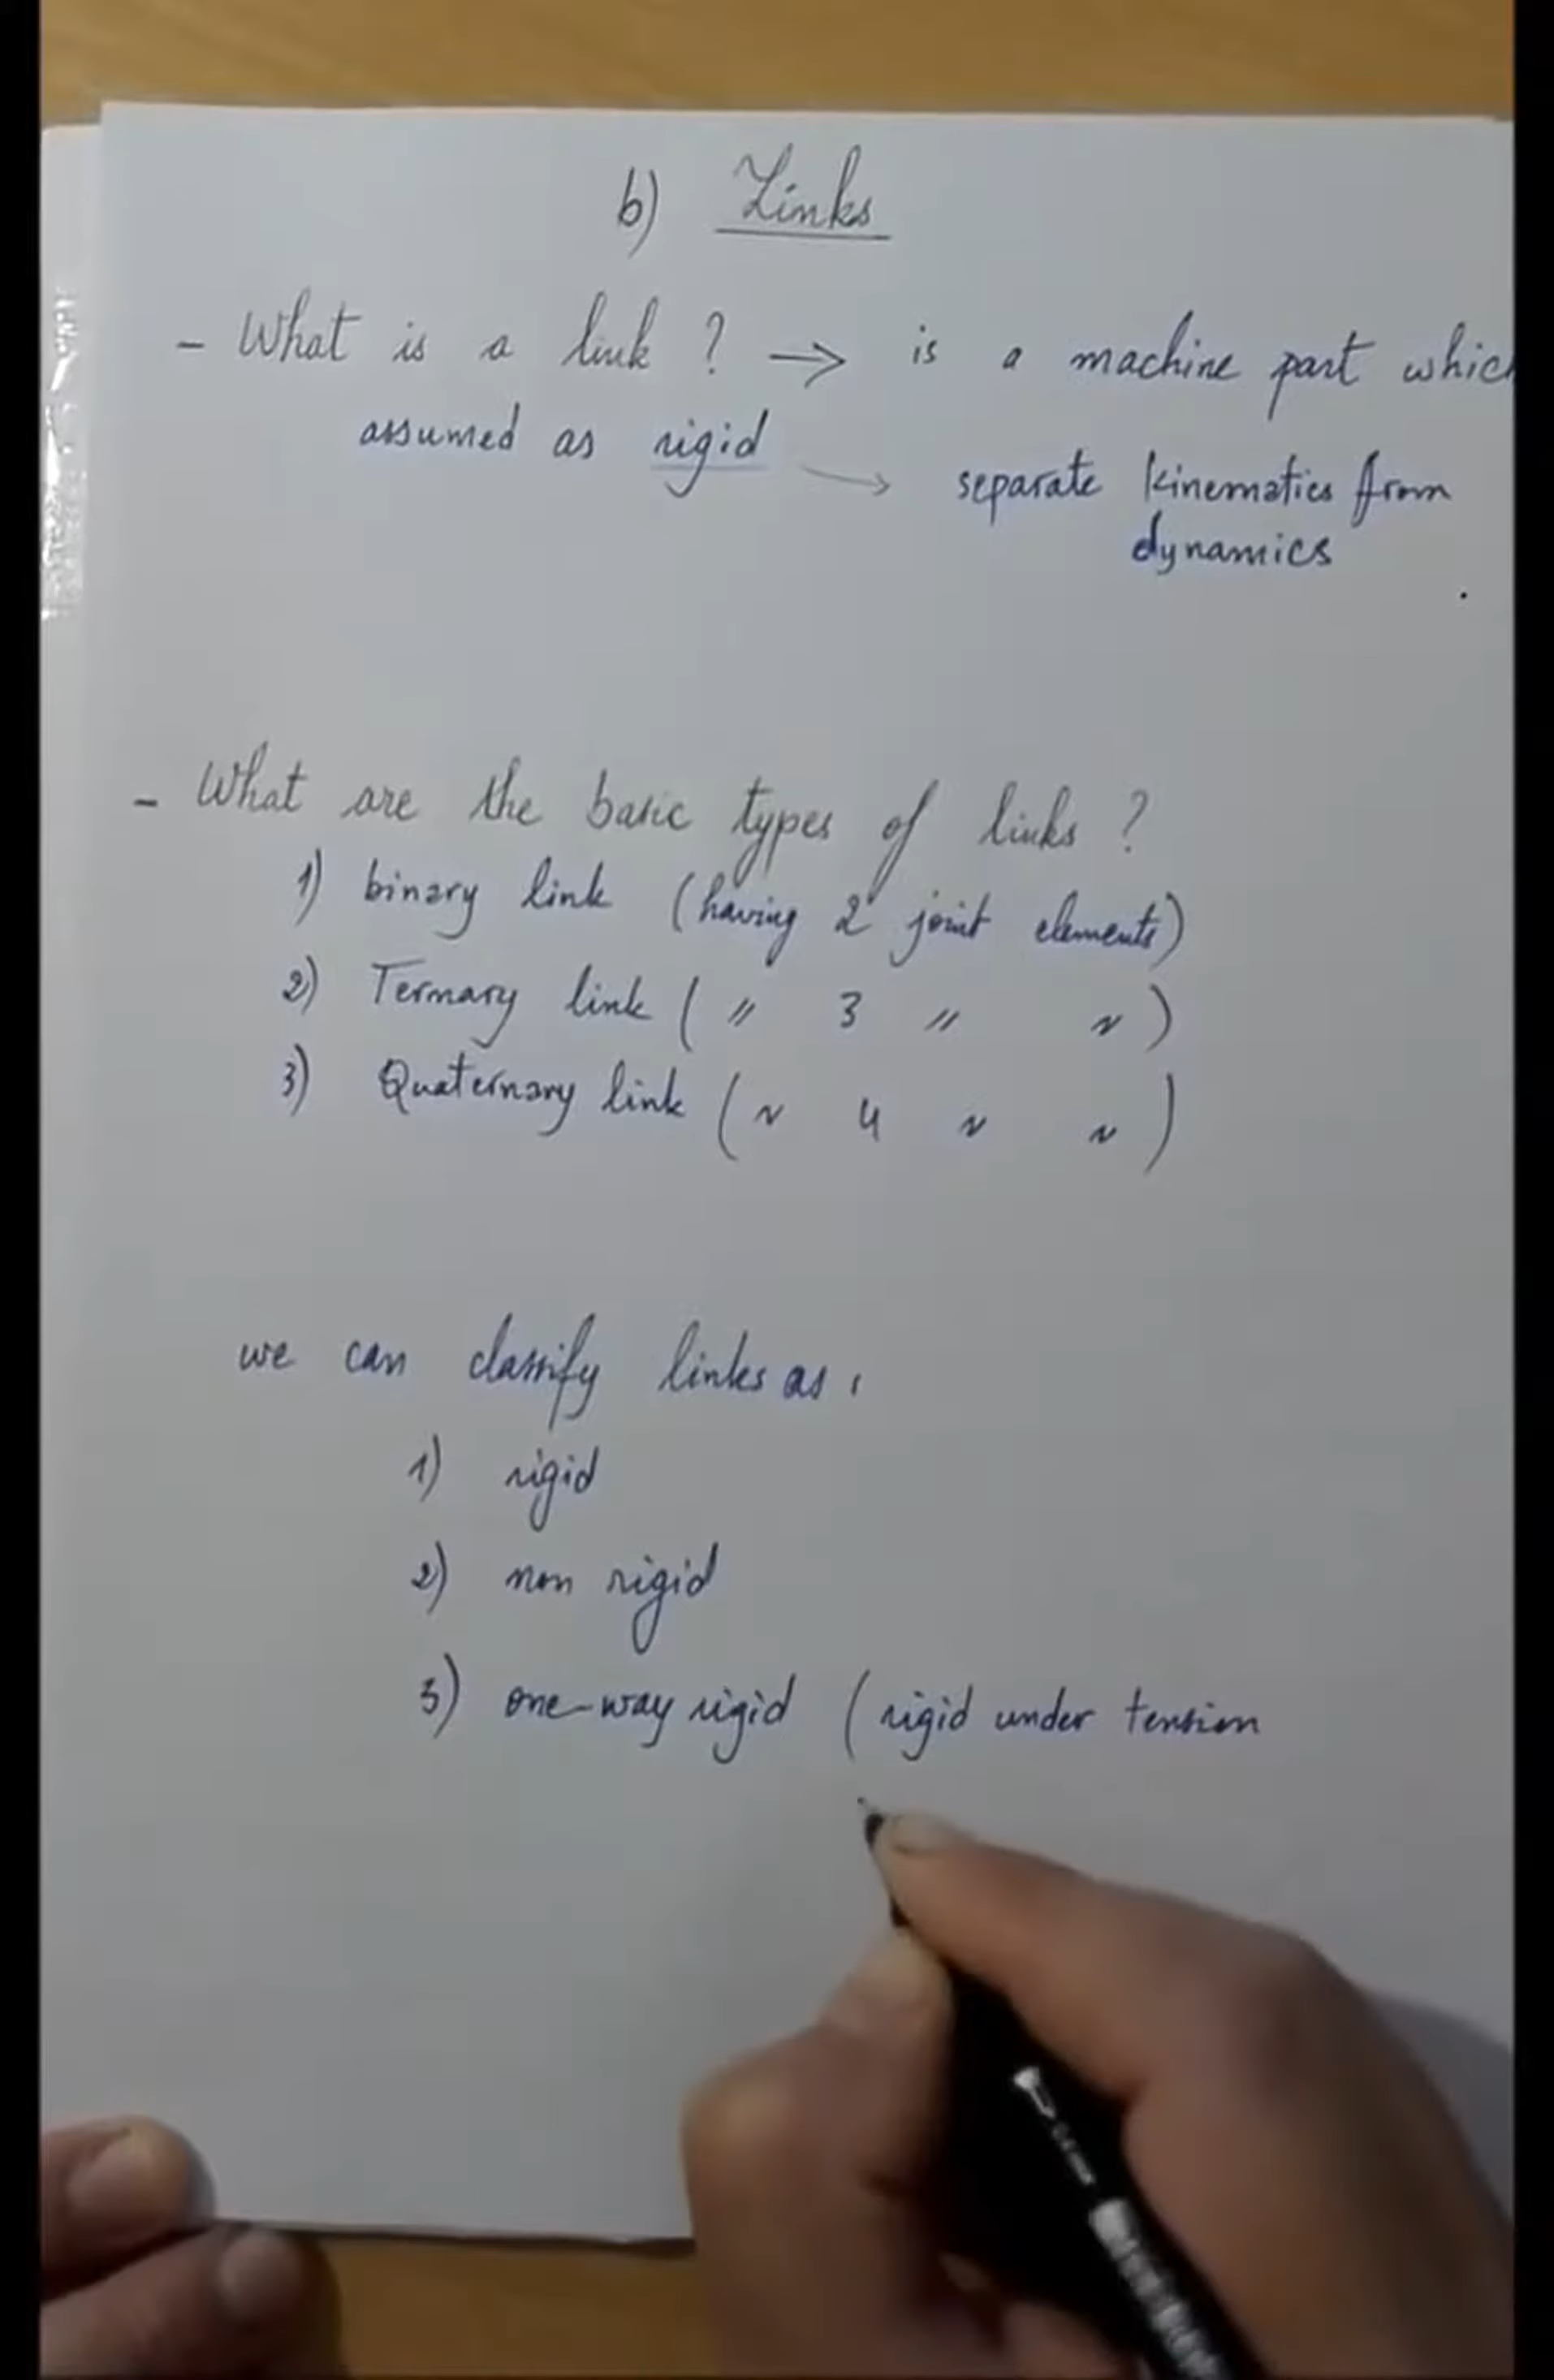 b) Links
- What is a link ? → is a machine part which
assumed as rigid → separate kinematics from
dynamics
- What are the basic types of links ?
1) binary link (having 2 joint elements)
2) Ternary link ( " 3 " " )
3) Quaternary link ( " 4 " " )
we can classify links as :
1) rigid
2) non rigid
3) one-way rigid ( rigid under tension